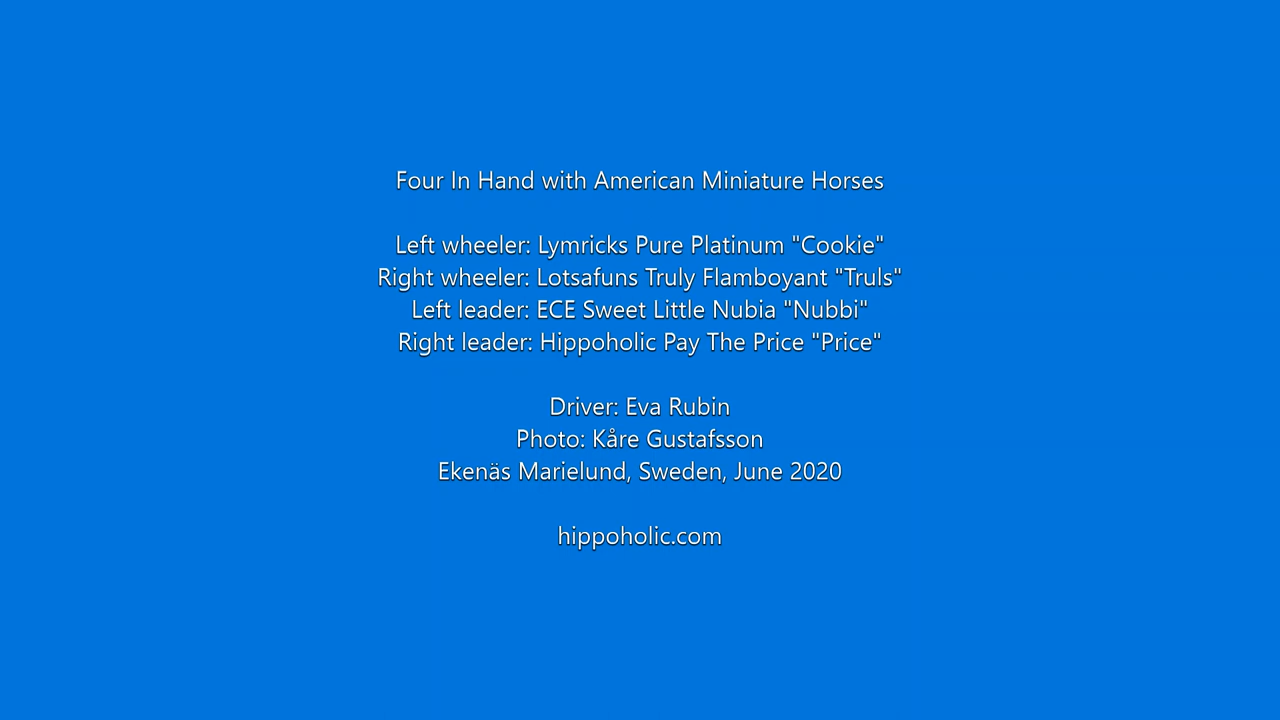 Four In Hand with American Miniature Horses
Left wheeler: Lymricks Pure Platinum "Cookie"
Right wheeler: Lotsafuns Truly Flamboyant "Truls"
Left leader: ECE Sweet Little Nubia "Nubbi"
Right leader: Hippoholic Pay The Price "Price"
Driver: Eva Rubin
Photo: Kåre Gustafsson
Ekenäs Marielund, Sweden, June 2020
hippoholic.com